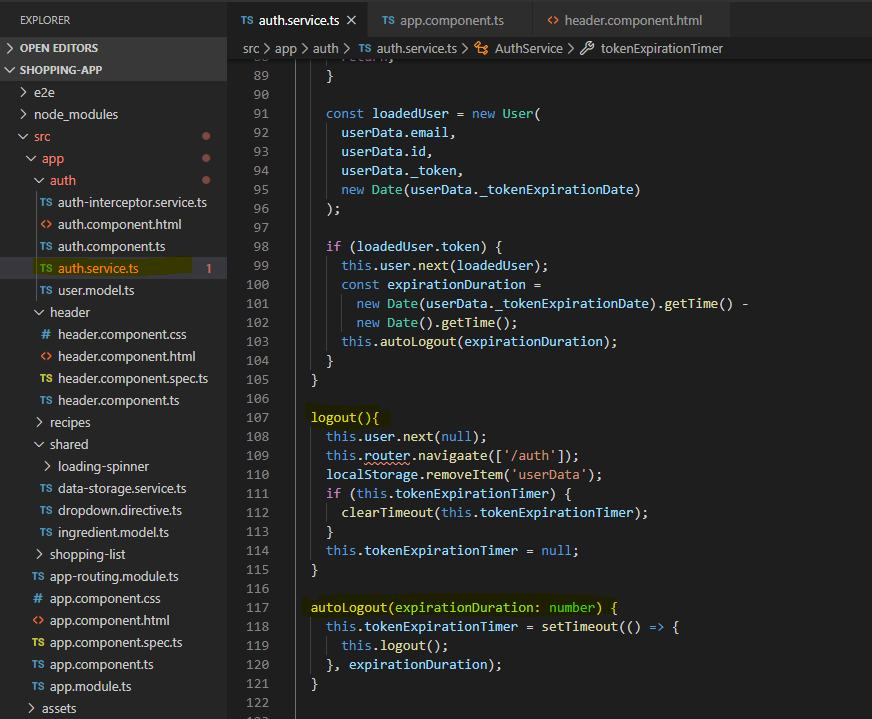 EXPLORER
OPEN EDITORS
SHOPPING-APP
e2e
node_modules
src
app
auth
TS auth-interceptor.service.ts
<> auth.component.html
TS auth.component.ts
TS auth.service.ts 1
TS user.model.ts
header
# header.component.css
<> header.component.html
TS header.component.spec.ts
TS header.component.ts
recipes
shared
loading-spinner
TS data-storage.service.ts
TS dropdown.directive.ts
TS ingredient.model.ts
shopping-list
TS app-routing.module.ts
# app.component.css
<> app.component.html
TS app.component.spec.ts
TS app.component.ts
TS app.module.ts
assets
TS auth.service.ts × TS app.component.ts <> header.component.html
src > app > auth > TS auth.service.ts > AuthService > tokenExpirationTimer
88 return;
89 }
90
91 const loadedUser = new User(
92 userData.email,
93 userData.id,
94 userData._token,
95 new Date(userData._tokenExpirationDate)
96 );
97
98 if (loadedUser.token) {
99 this.user.next(loadedUser);
100 const expirationDuration =
101 new Date(userData._tokenExpirationDate).getTime() -
102 new Date().getTime();
103 this.autoLogout(expirationDuration);
104 }
105 }
106
107 logout(){
108 this.user.next(null);
109 this.router.navigaate(['/auth']);
110 localStorage.removeItem('userData');
111 if (this.tokenExpirationTimer) {
112 clearTimeout(this.tokenExpirationTimer);
113 }
114 this.tokenExpirationTimer = null;
115 }
116
117 autoLogout(expirationDuration: number) {
118 this.tokenExpirationTimer = setTimeout(() => {
119 this.logout();
120 }, expirationDuration);
121 }
122